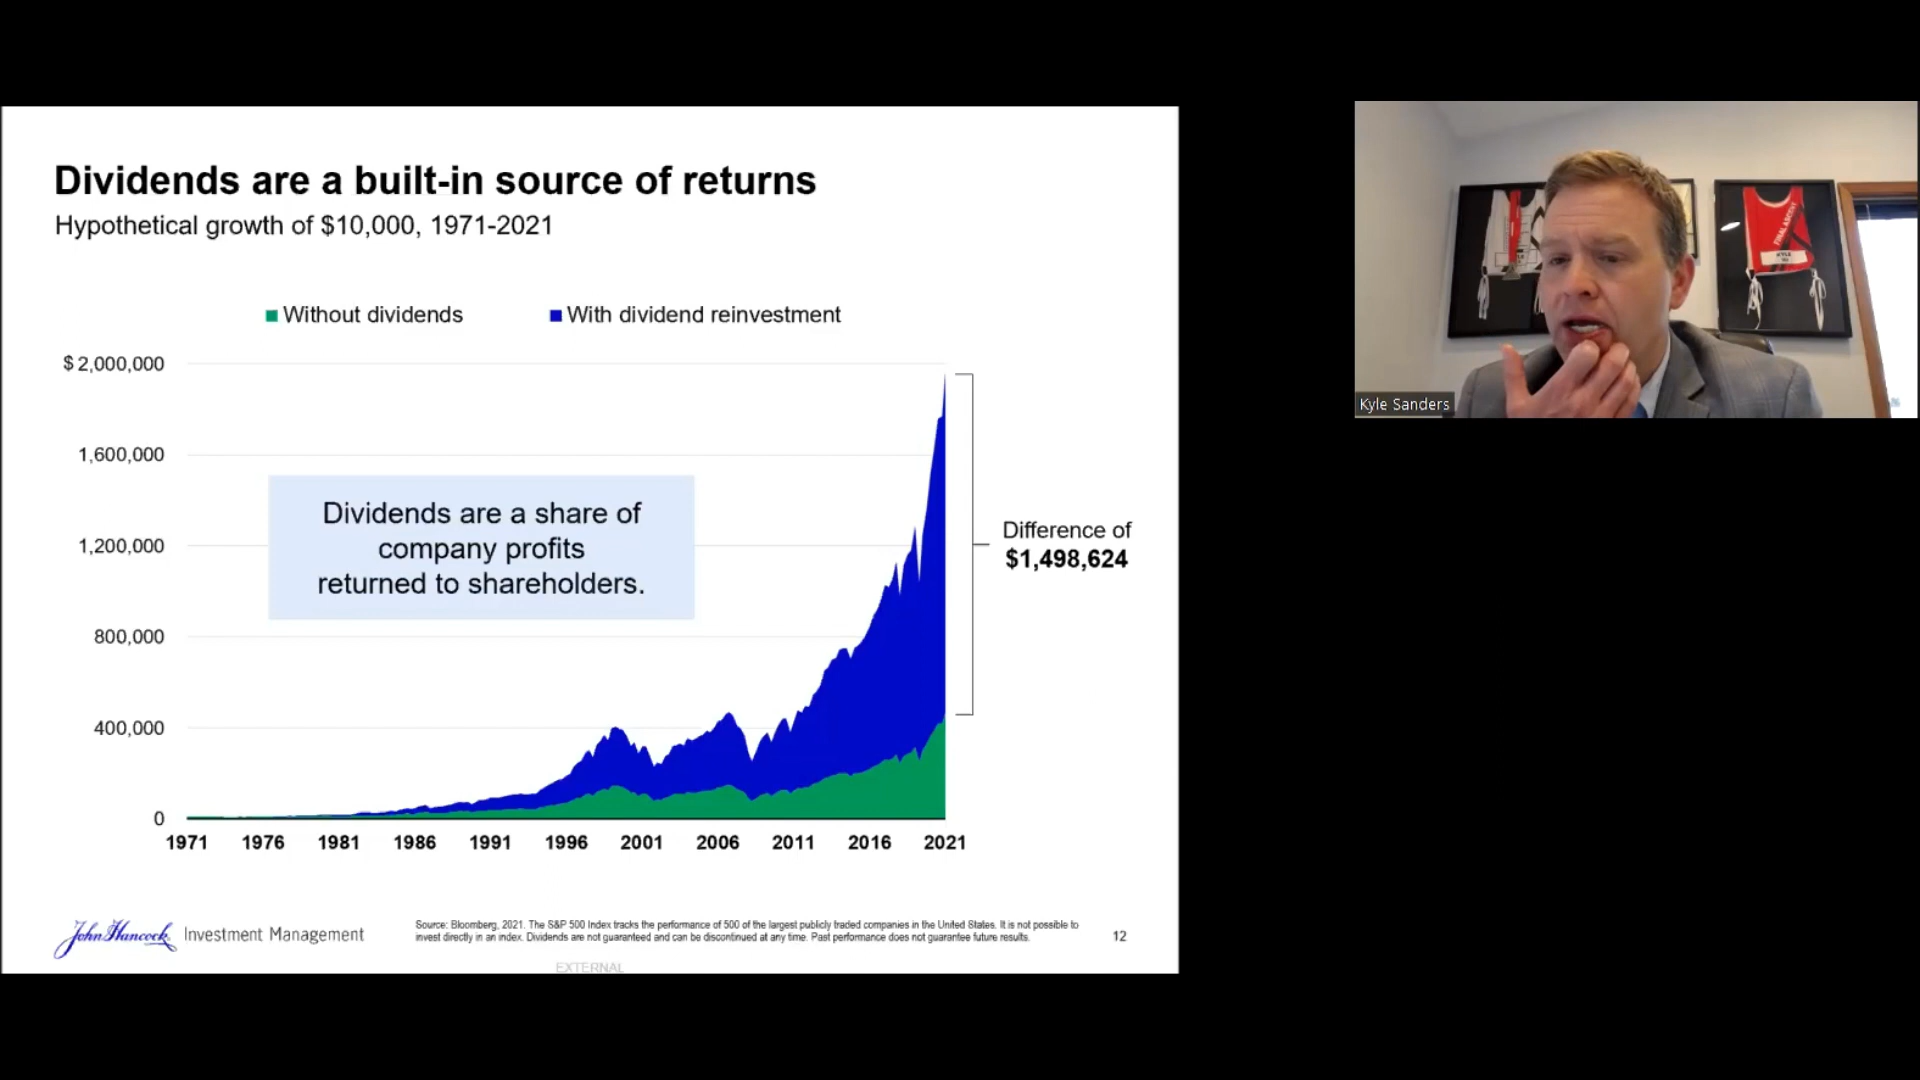 Dividends are a built-in source of returns
Hypothetical growth of $10,000, 1971-2021
Without dividends
With dividend reinvestment
$ 2,000,000
1,600,000
1,200,000
800,000
400,000
0
Dividends are a share of
company profits
returned to shareholders.
Difference of
$1,498,624
1971 1976 1981 1986 1991 1996 2001 2006 2011 2016 2021
John Hancock Investment Management
Source: Bloomberg, 2021. The S&P 500 Index tracks the performance of 500 of the largest publicly traded companies in the United States. It is not possible to
invest directly in an index. Dividends are not guaranteed and can be discontinued at any time. Past performance does not guarantee future results.
12
EXTERNAL
FINAL ASCENT
KYLE
Kyle Sanders